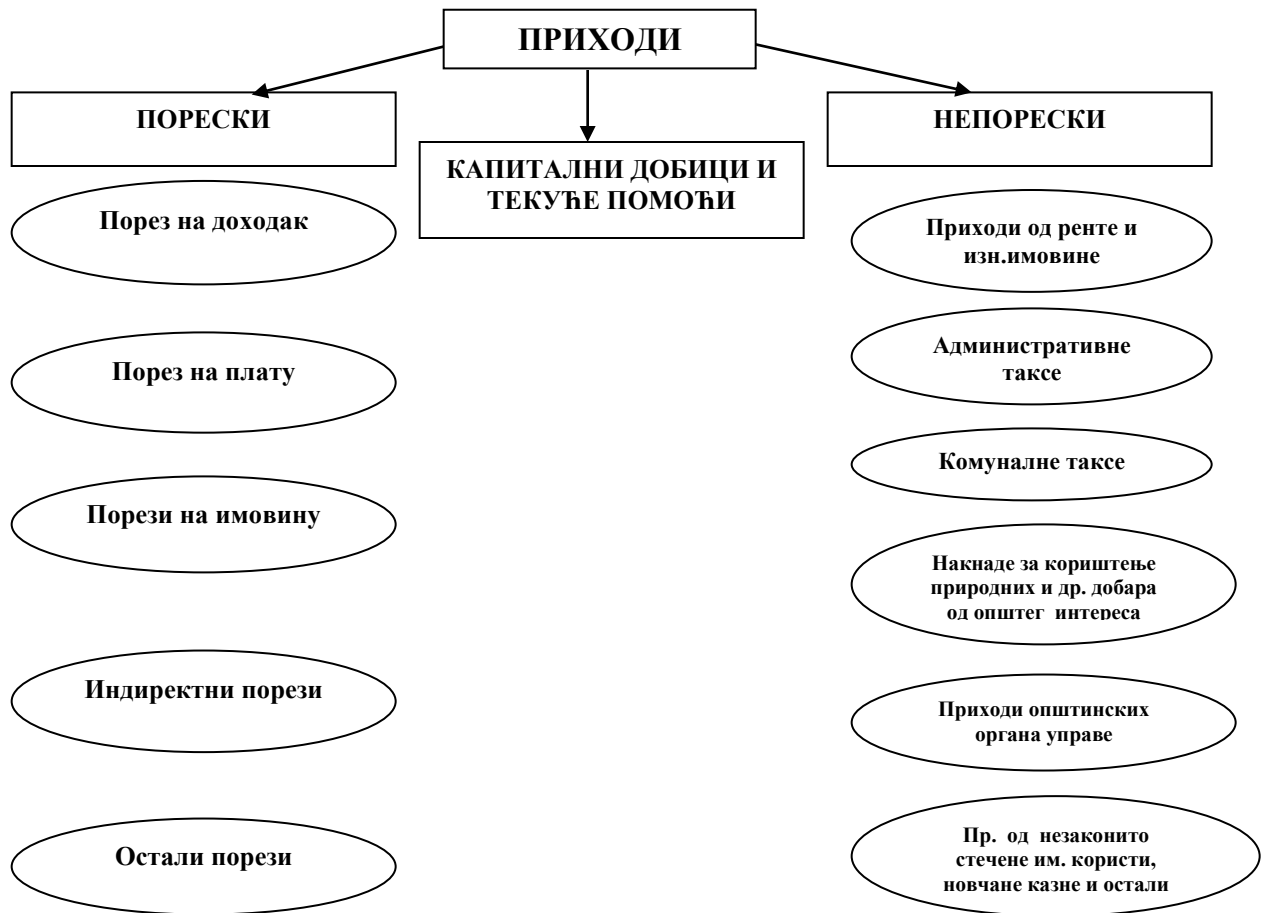 ПРИХОДИ
ПОРЕСКИ
КАПИТАЛНИ ДОБИЦИ И
ТЕКУЋЕ ПОМОЋИ
НЕПОРЕСКИ
Порез на доходак
Порез на плату
Порези на имовину
Индиректни порези
Остали порези
Приходи од ренте и
изн.имовине
Административне
таксе
Комуналне таксе
Накнаде за кориштење
природних и др. добара
од општег интереса
Приходи општинских
органа управе
Пр. од незаконито
стечене им. користи,
новчане казне и остали